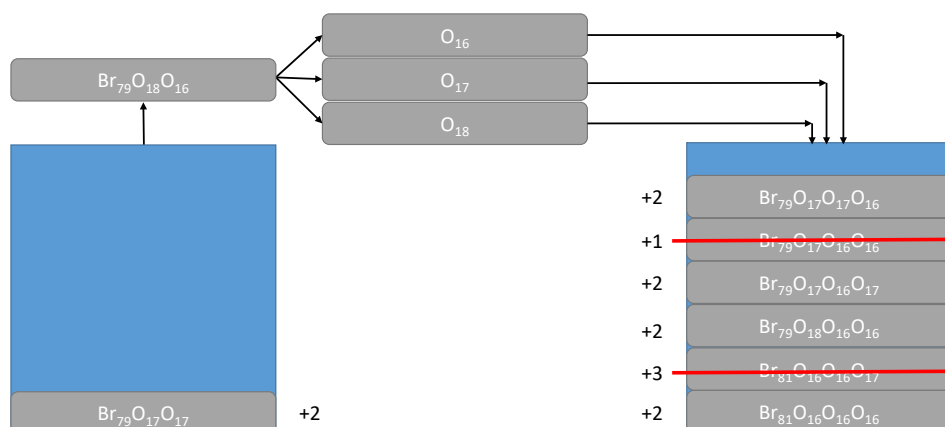 O₁₆
Br₇₉O₁₈O₁₆
O₁₇
O₁₈
+2 Br₇₉O₁₇O₁₇O₁₆
+1 Br₇₉O₁₇O₁₆O₁₆
+2 Br₇₉O₁₇O₁₆O₁₇
+2 Br₇₉O₁₈O₁₆O₁₆
+3 Br₈₁O₁₆O₁₆O₁₇
Br₇₉O₁₇O₁₇ +2
+2 Br₈₁O₁₆O₁₆O₁₆